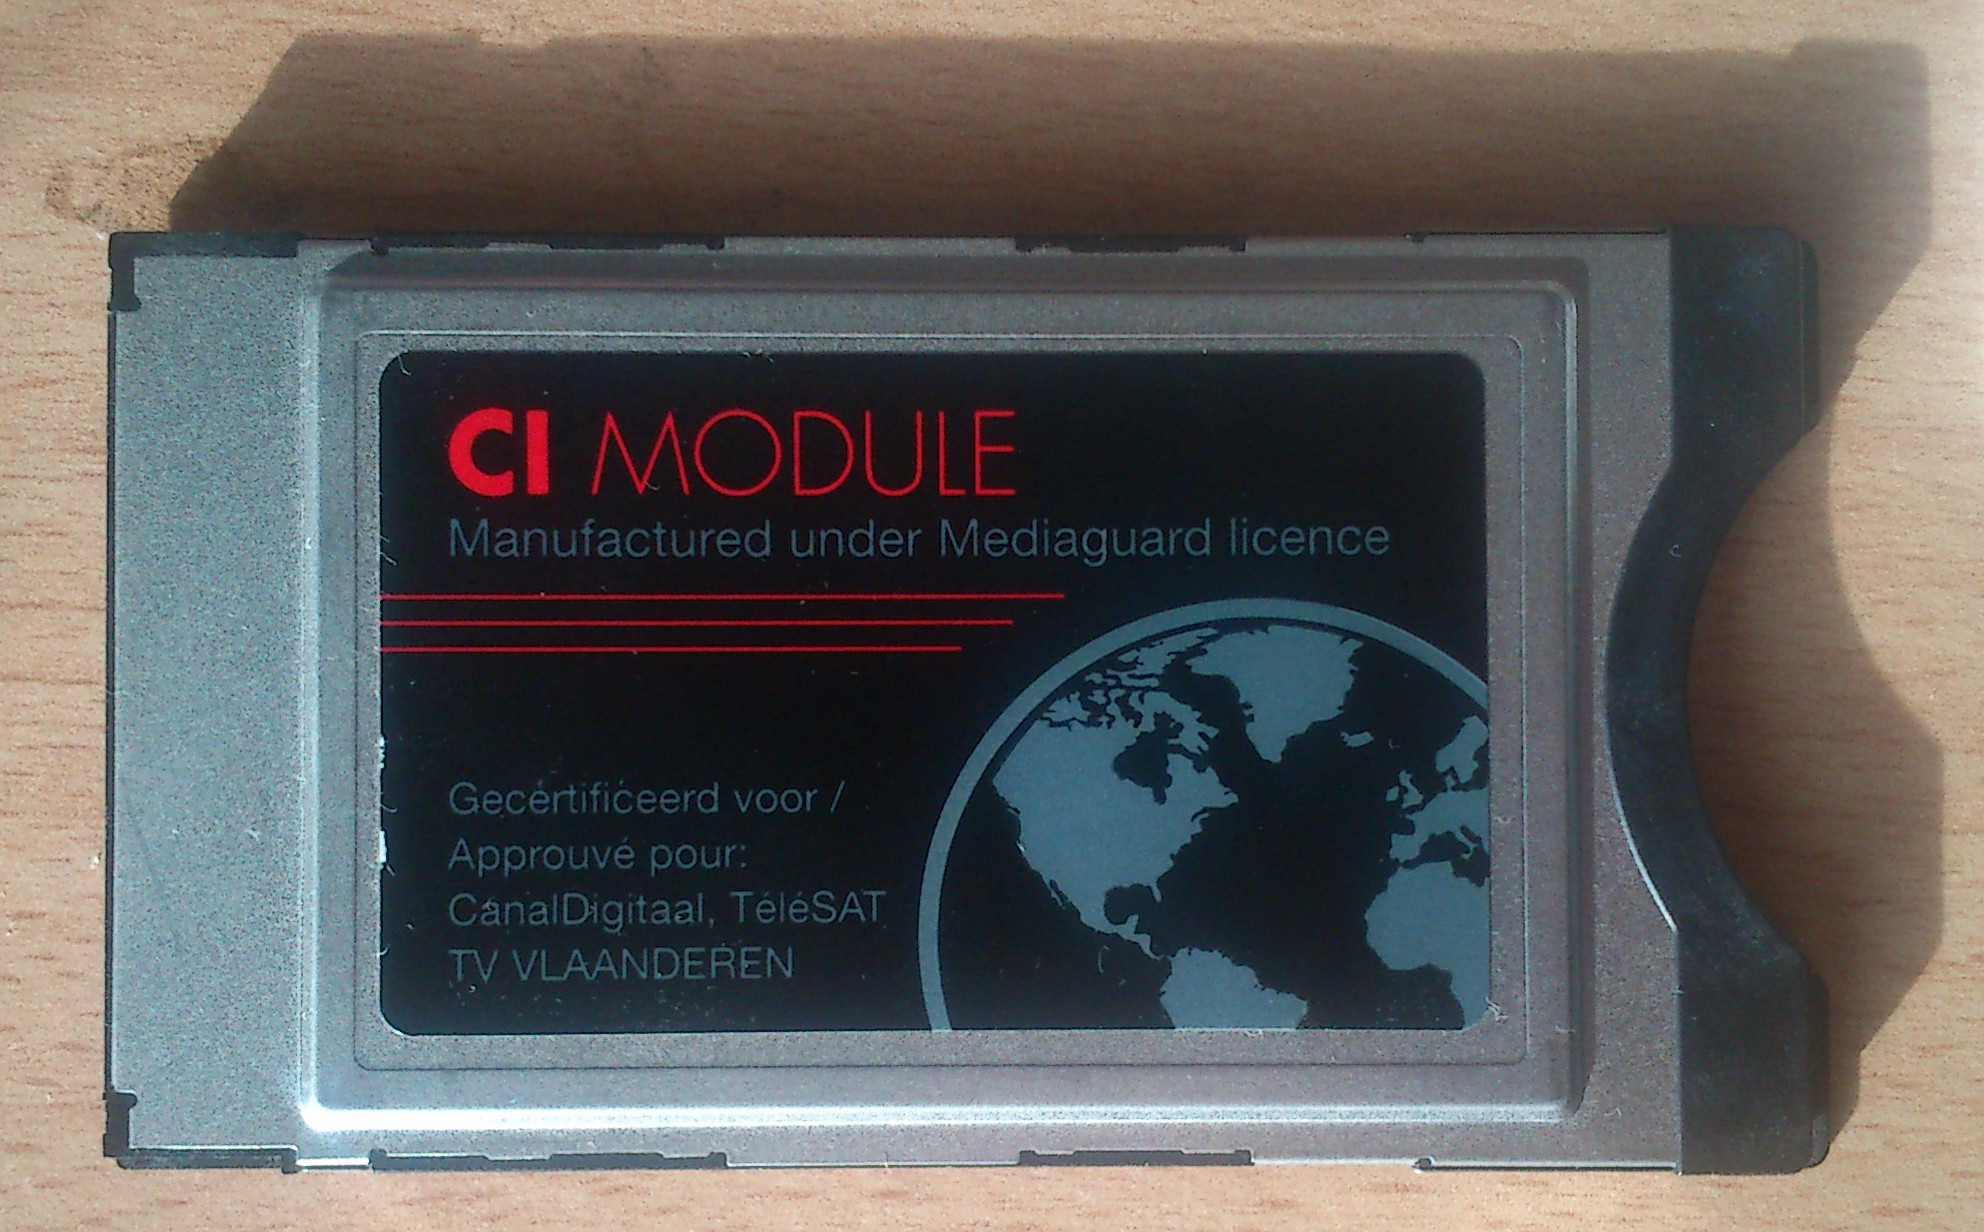 CI MODULE
Manufactured under Mediaguard licence
Gecertificeerd voor /
Approuvé pour:
CanalDigitaal, TéléSAT
TV VLAANDEREN